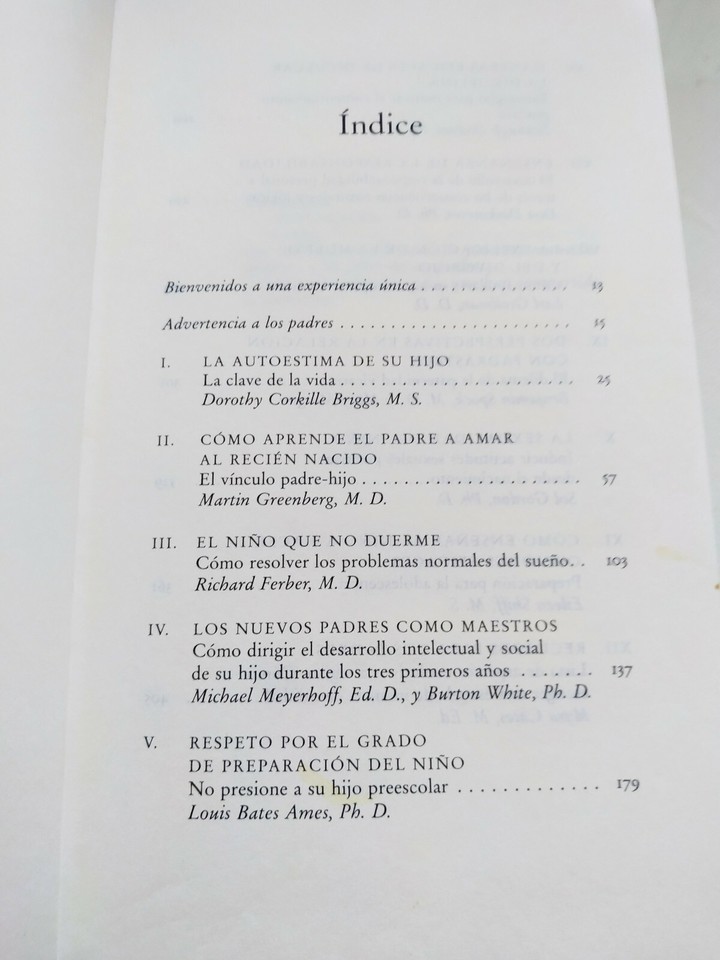 Índice
Bienvenidos a una experiencia única . . . . . . . . . . . . . . . 13
Advertencia a los padres . . . . . . . . . . . . . . . . . . . . . . . 15
I. LA AUTOESTIMA DE SU HIJO
La clave de la vida . . . . . . . . . . . . . . . . . . . . . . . 25
Dorothy Corkille Briggs, M. S.
II. CÓMO APRENDE EL PADRE A AMAR
AL RECIÉN NACIDO
El vínculo padre-hijo . . . . . . . . . . . . . . . . . . . . . 57
Martin Greenberg, M. D.
III. EL NIÑO QUE NO DUERME
Cómo resolver los problemas normales del sueño. . 103
Richard Ferber, M. D.
IV. LOS NUEVOS PADRES COMO MAESTROS
Cómo dirigir el desarrollo intelectual y social
de su hijo durante los tres primeros años . . . . . . . 137
Michael Meyerhoff, Ed. D., y Burton White, Ph. D.
V. RESPETO POR EL GRADO
DE PREPARACIÓN DEL NIÑO
No presione a su hijo preescolar . . . . . . . . . . . . . 179
Louis Bates Ames, Ph. D.